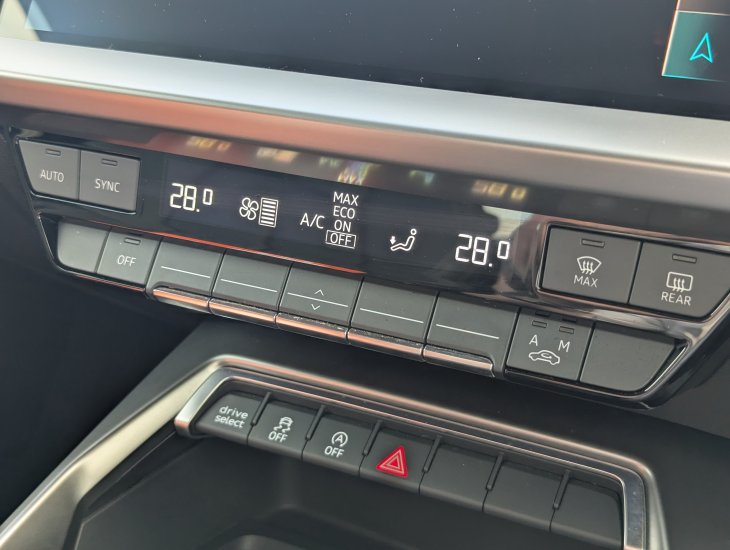 AUTO
SYNC
28.0
A/C
MAX
ECO
ON
OFF
28.0
MAX
REAR
OFF
A M
drive
select
OFF
A
OFF